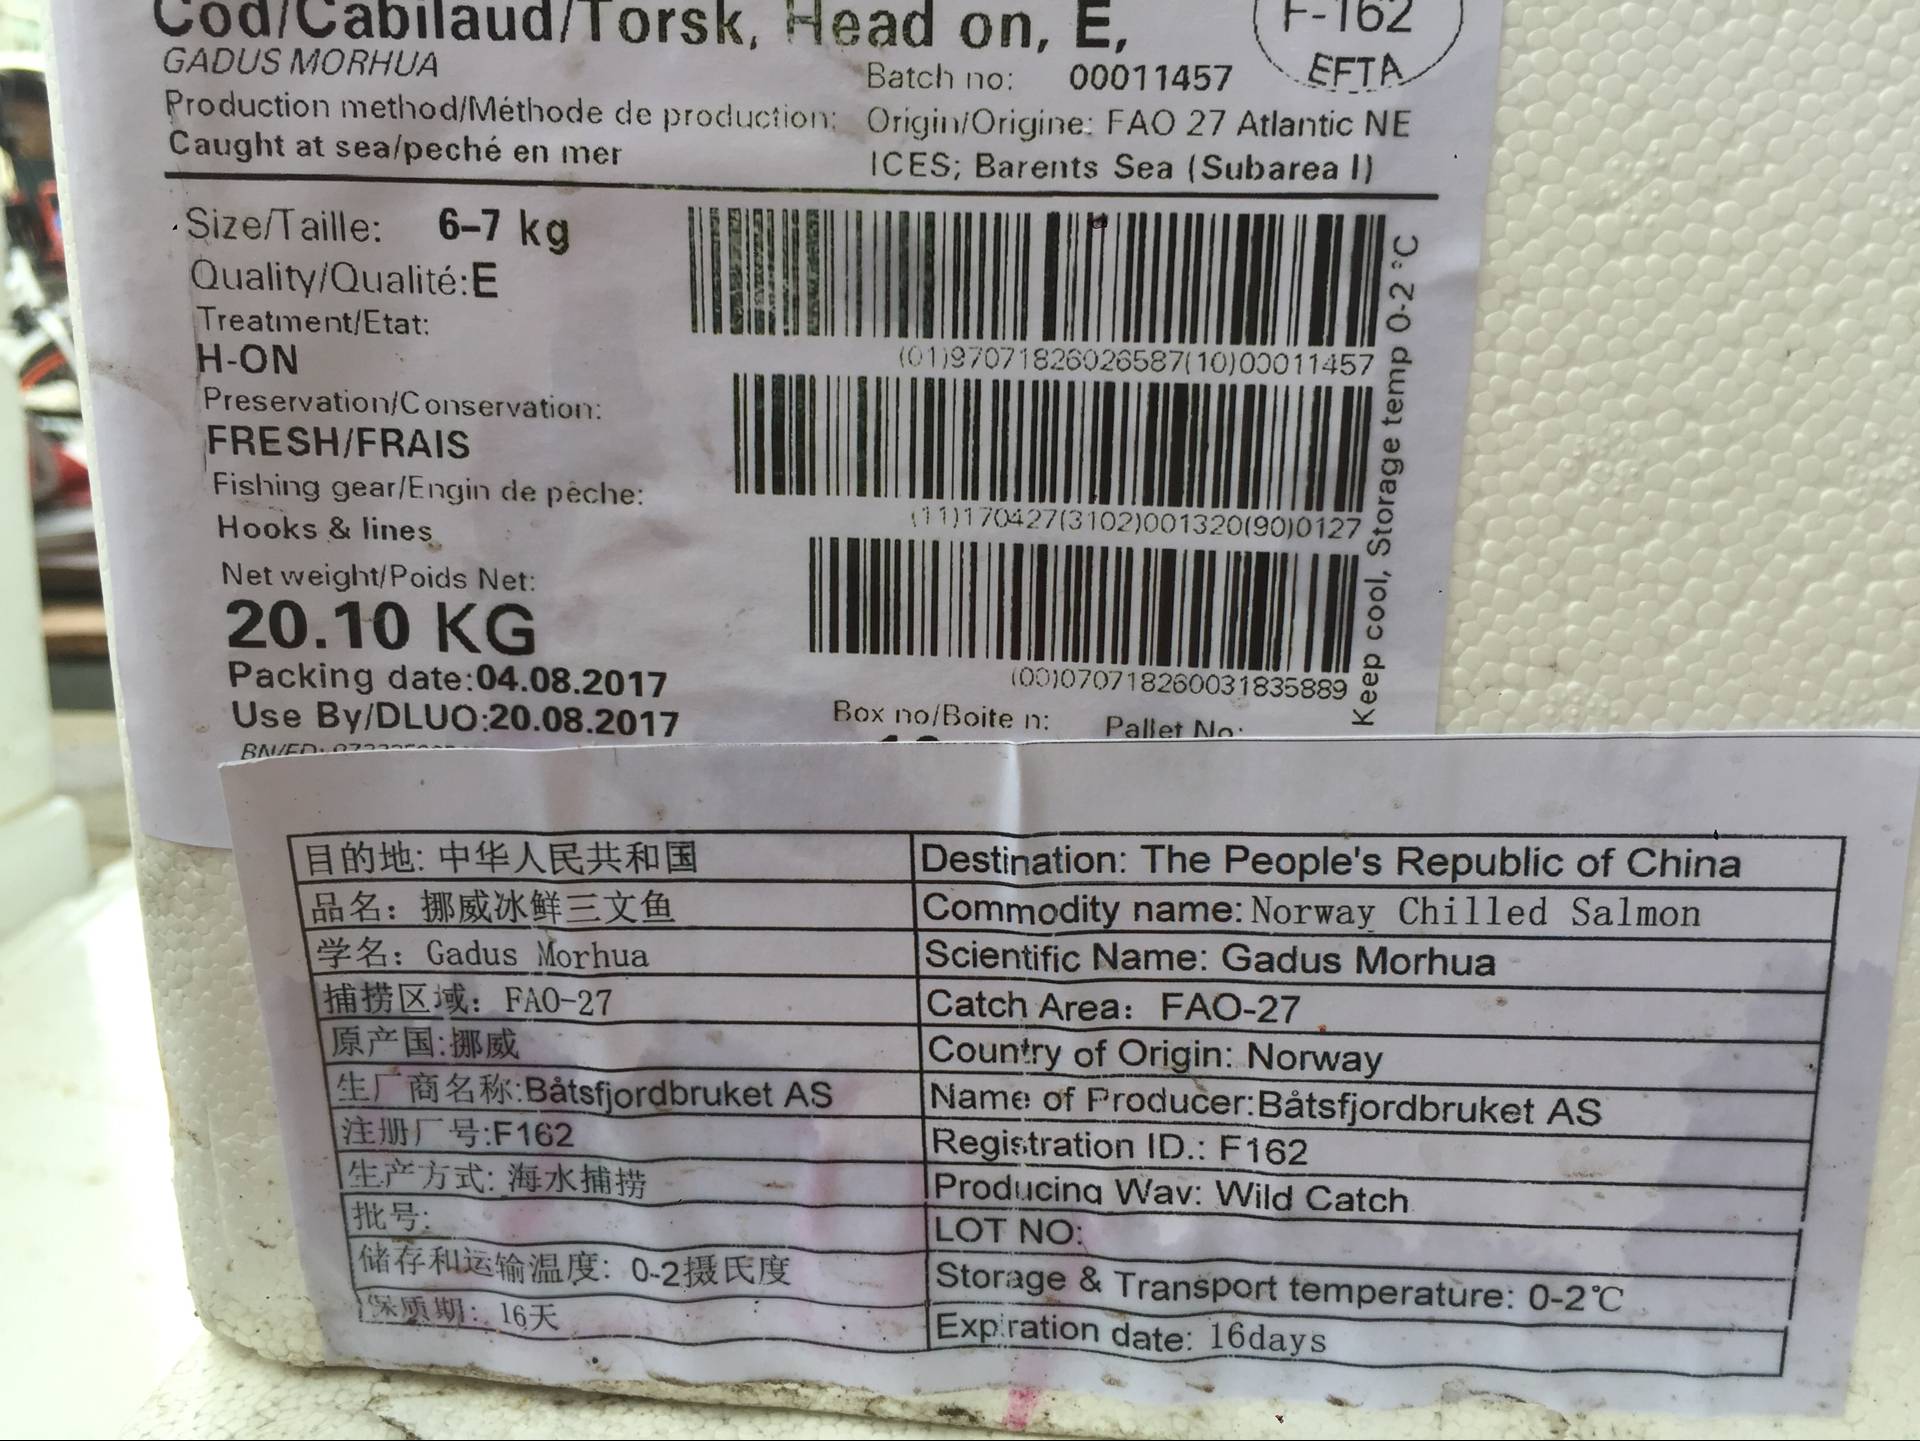 Cod/Cabilaud/Torsk, Head on, E,
F-162
EFTA
GADUS MORHUA
Batch no: 00011457
Production method/Méthode de production:
Caught at sea/peché en mer
Origin/Origine: FAO 27 Atlantic NE
ICES; Barents Sea (Subarea I)
Size/Taille: 6-7 kg
Quality/Qualité:E
Treatment/Etat:
H-ON
Preservation/Conservation:
FRESH/FRAIS
Fishing gear/Engin de pêche:
Hooks & lines
Net weight/Poids Net:
20.10 KG
Packing date:04.08.2017
Use By/DLUO:20.08.2017
(01)97071826026587(10)00011457
(11)170427(3102)001320(90)0127
(00)070718260031835889
Box no/Boite n:
Pallet No:
Keep cool, Storage temp 0-2 °C
目的地: 中华人民共和国
Destination: The People's Republic of China
品名: 挪威冰鲜三文鱼
Commodity name: Norway Chilled Salmon
学名: Gadus Morhua
Scientific Name: Gadus Morhua
捕捞区域: FAO-27
Catch Area: FAO-27
原产国:挪威
Country of Origin: Norway
生厂商名称:Båtsfjordbruket AS
Name of Producer:Båtsfjordbruket AS
注册厂号:F162
Registration ID.: F162
生产方式: 海水捕捞
Producing Way: Wild Catch
批号:
LOT NO:
储存和运输温度: 0-2摄氏度
Storage & Transport temperature: 0-2℃
保质期: 16天
Expiration date: 16days